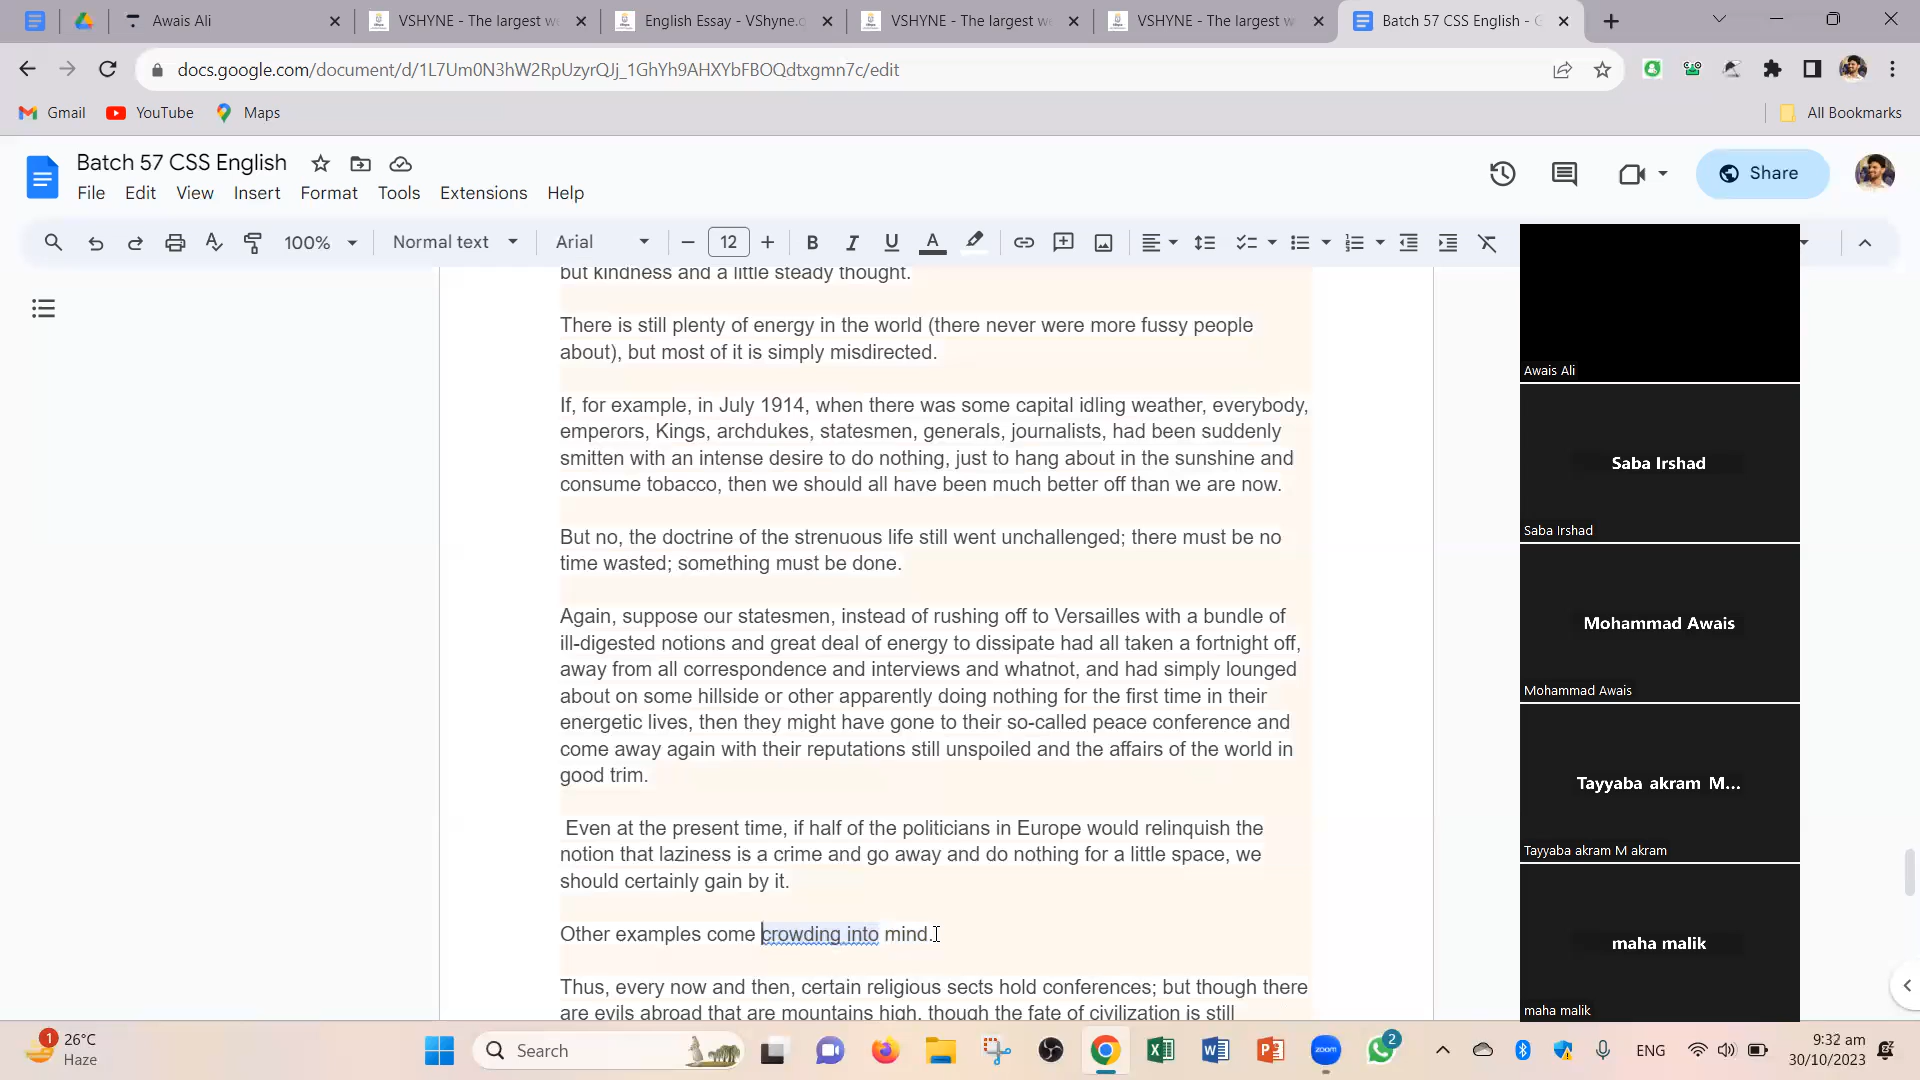 Awais Ali
VSHYNE - The largest w
English Essay - VShyne.c
VSHYNE - The largest w
VSHYNE - The largest w
Batch 57 CSS English - G
docs.google.com/document/d/1L7Um0N3hW2RpUzyrQJj_1GhYh9AHXYbFBOQdtxgmn7c/edit
Gmail
YouTube
Maps
All Bookmarks
Batch 57 CSS English
File Edit View Insert Format Tools Extensions Help
Share
100%
Normal text
Arial
12
but kindness and a little steady thought.
There is still plenty of energy in the world (there never were more fussy people
about), but most of it is simply misdirected.
If, for example, in July 1914, when there was some capital idling weather, everybody,
emperors, Kings, archdukes, statesmen, generals, journalists, had been suddenly
smitten with an intense desire to do nothing, just to hang about in the sunshine and
consume tobacco, then we should all have been much better off than we are now.
But no, the doctrine of the strenuous life still went unchallenged; there must be no
time wasted; something must be done.
Again, suppose our statesmen, instead of rushing off to Versailles with a bundle of
ill-digested notions and great deal of energy to dissipate had all taken a fortnight off,
away from all correspondence and interviews and whatnot, and had simply lounged
about on some hillside or other apparently doing nothing for the first time in their
energetic lives, then they might have gone to their so-called peace conference and
come away again with their reputations still unspoiled and the affairs of the world in
good trim.
Even at the present time, if half of the politicians in Europe would relinquish the
notion that laziness is a crime and go away and do nothing for a little space, we
should certainly gain by it.
Other examples come crowding into mind.
Thus, every now and then, certain religious sects hold conferences; but though there
are evils abroad that are mountains high, though the fate of civilization is still
Awais Ali
Saba Irshad
Saba Irshad
Mohammad Awais
Mohammad Awais
Tayyaba akram M...
Tayyaba akram M akram
maha malik
maha malik
1
26°C
Haze
Search
zoom
2
ENG
9:32 am
30/10/2023